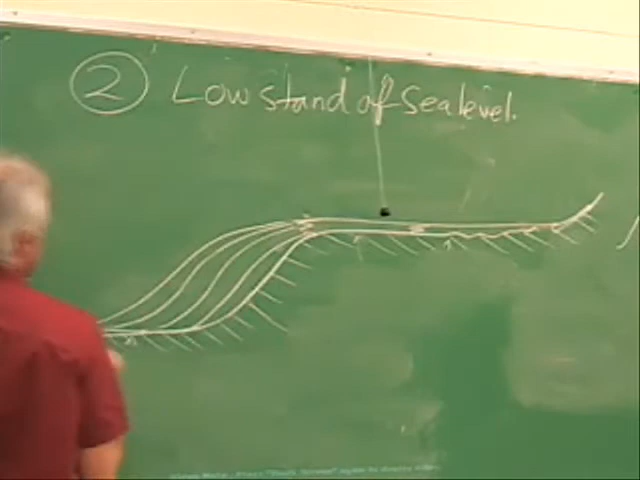 ② Low stand of Sea level.